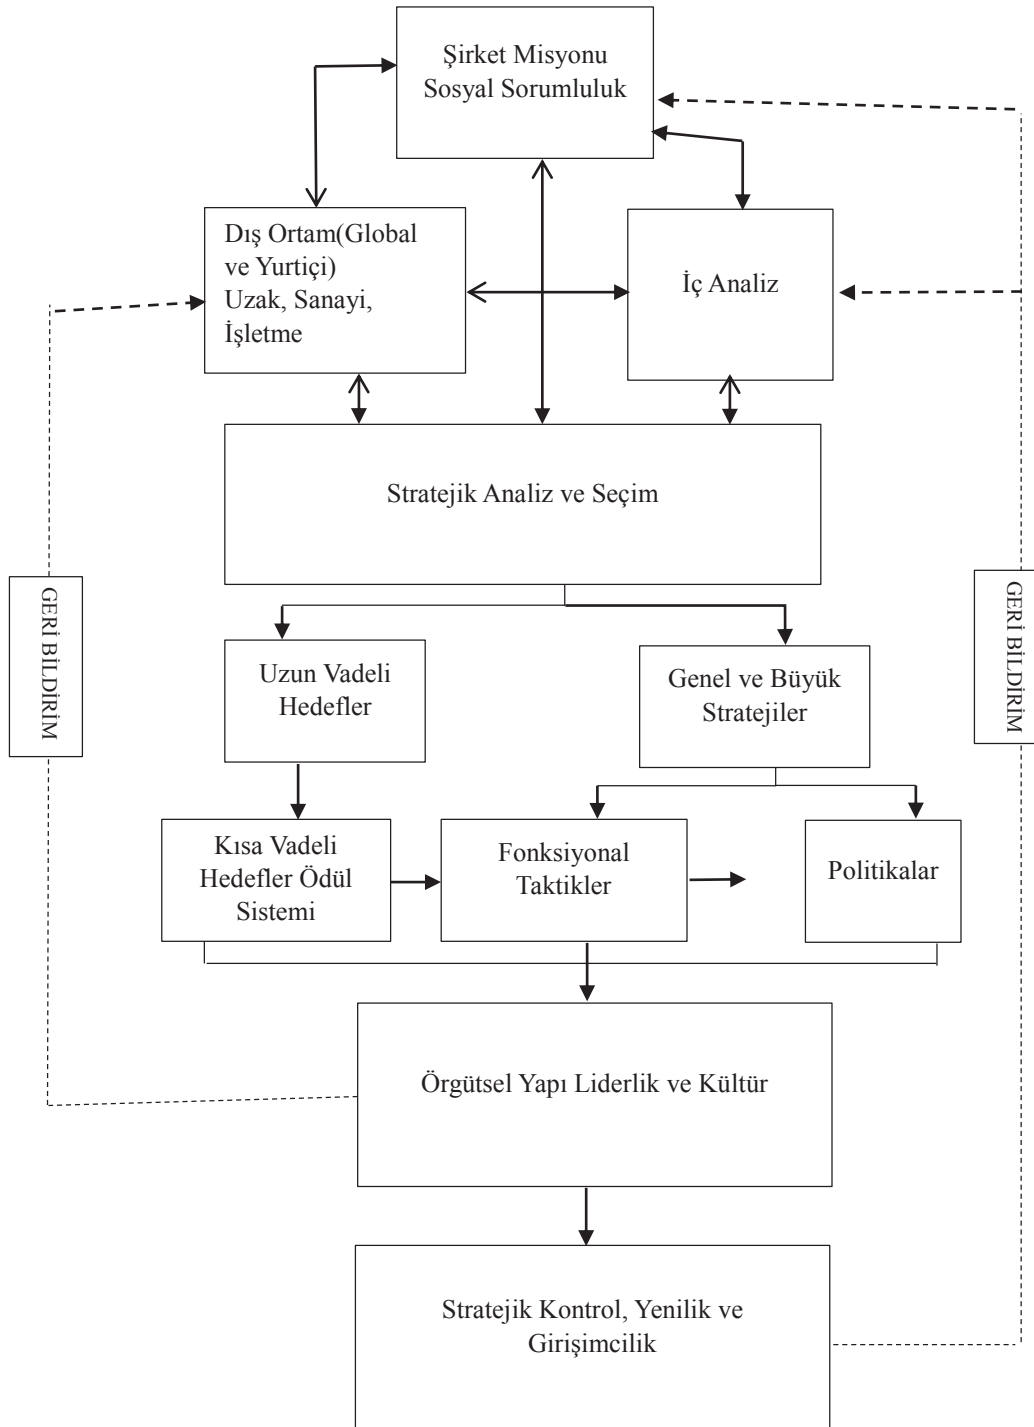 Şirket Misyonu
Sosyal Sorumluluk
Dış Ortam(Global
ve Yurtiçi)
Uzak, Sanayi,
İşletme
İç Analiz
Stratejik Analiz ve Seçim
GERİ BİLDİRİM
GERİ BİLDİRİM
Uzun Vadeli
Hedefler
Genel ve Büyük
Stratejiler
Kısa Vadeli
Hedefler Ödül
Sistemi
Fonksiyonal
Taktikler
Politikalar
Örgütsel Yapı Liderlik ve Kültür
Stratejik Kontrol, Yenilik ve
Girişimcilik